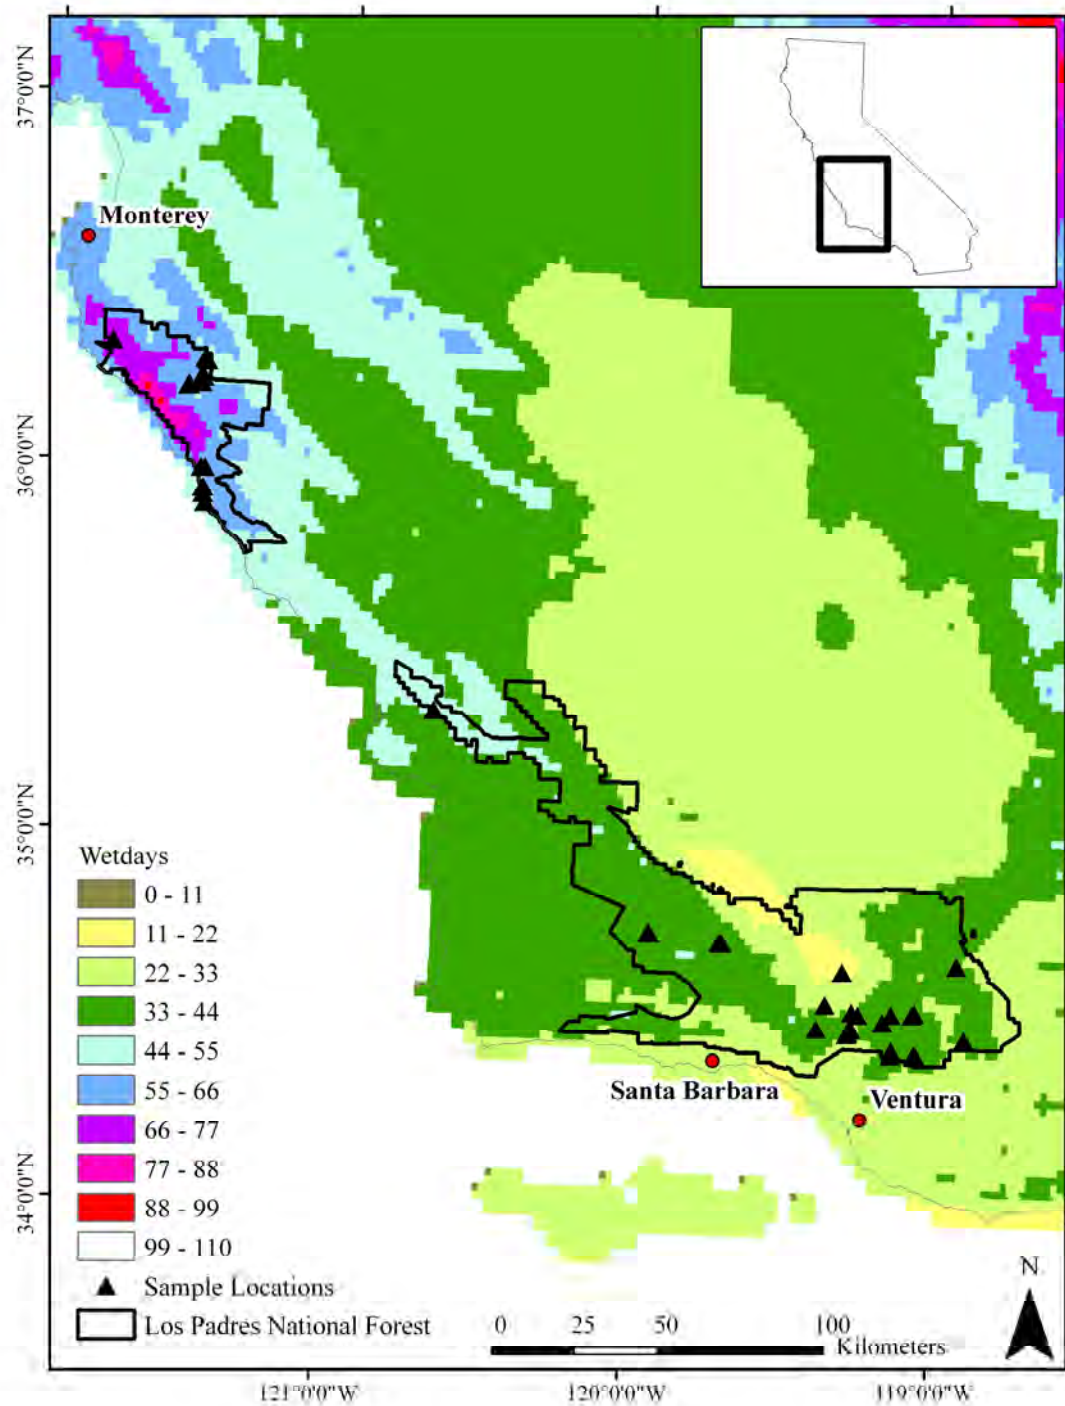 37°0'0"N
Monterey
36°0'0"N
35°0'0"N
Wetdays
0 - 11
11 - 22
22 - 33
33 - 44
44 - 55
55 - 66
66 - 77
77 - 88
88 - 99
99 - 110
Sample Locations
Los Padres National Forest
Santa Barbara
Ventura
34°0'0"N
N
0 25 50 100
Kilometers
121°0'0"W 120°0'0"W 119°0'0"W